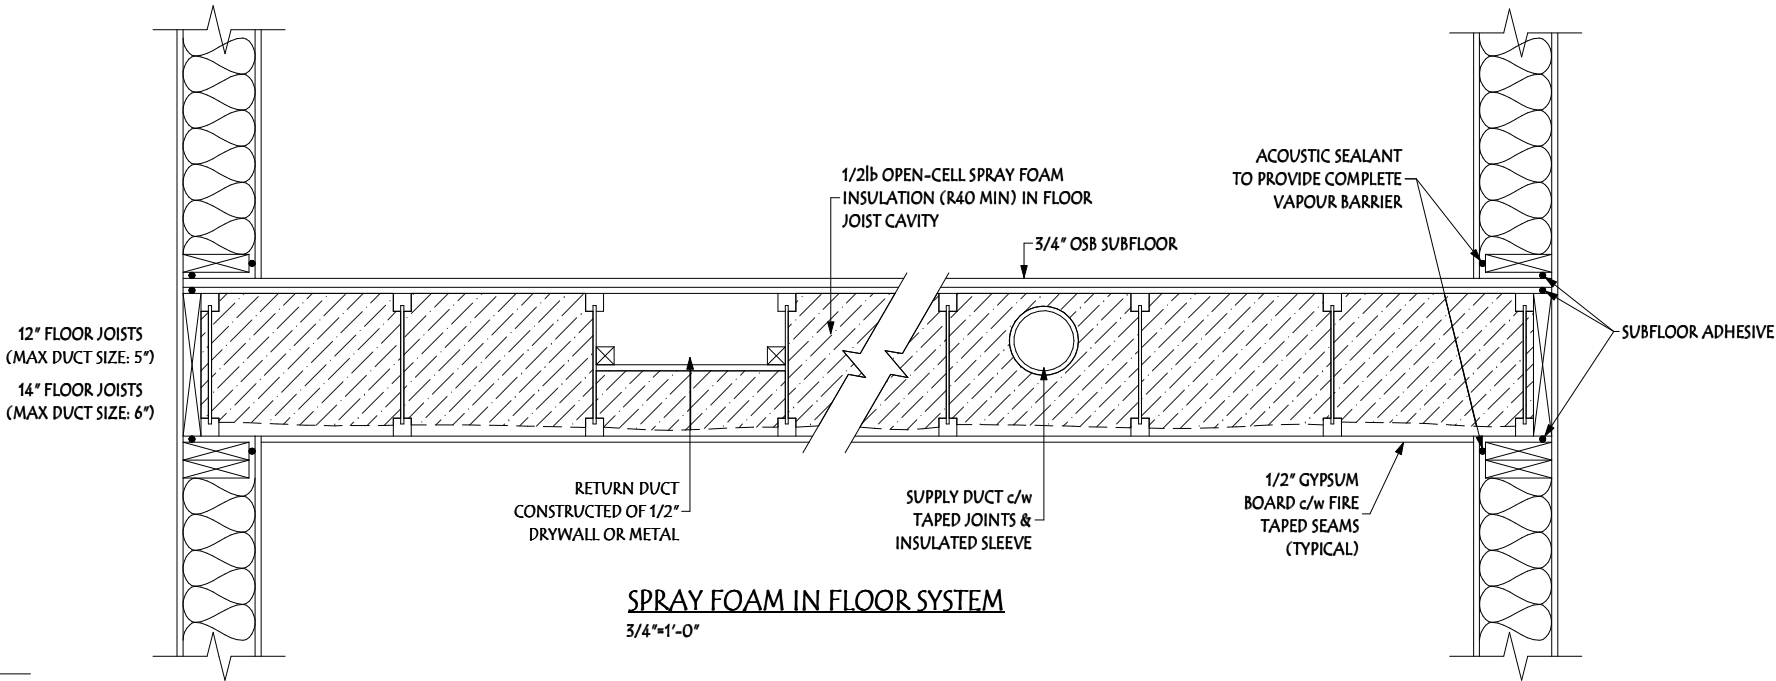 1/2lb OPEN-CELL SPRAY FOAM
INSULATION (R40 MIN) IN FLOOR
JOIST CAVITY
ACOUSTIC SEALANT
TO PROVIDE COMPLETE
VAPOUR BARRIER
3/4" OSB SUBFLOOR
12" FLOOR JOISTS
(MAX DUCT SIZE: 5")
14" FLOOR JOISTS
(MAX DUCT SIZE: 6")
SUBFLOOR ADHESIVE
RETURN DUCT
CONSTRUCTED OF 1/2"
DRYWALL OR METAL
SUPPLY DUCT c/w
TAPED JOINTS &
INSULATED SLEEVE
1/2" GYPSUM
BOARD c/w FIRE
TAPED SEAMS
(TYPICAL)
SPRAY FOAM IN FLOOR SYSTEM
3/4"=1'-0"